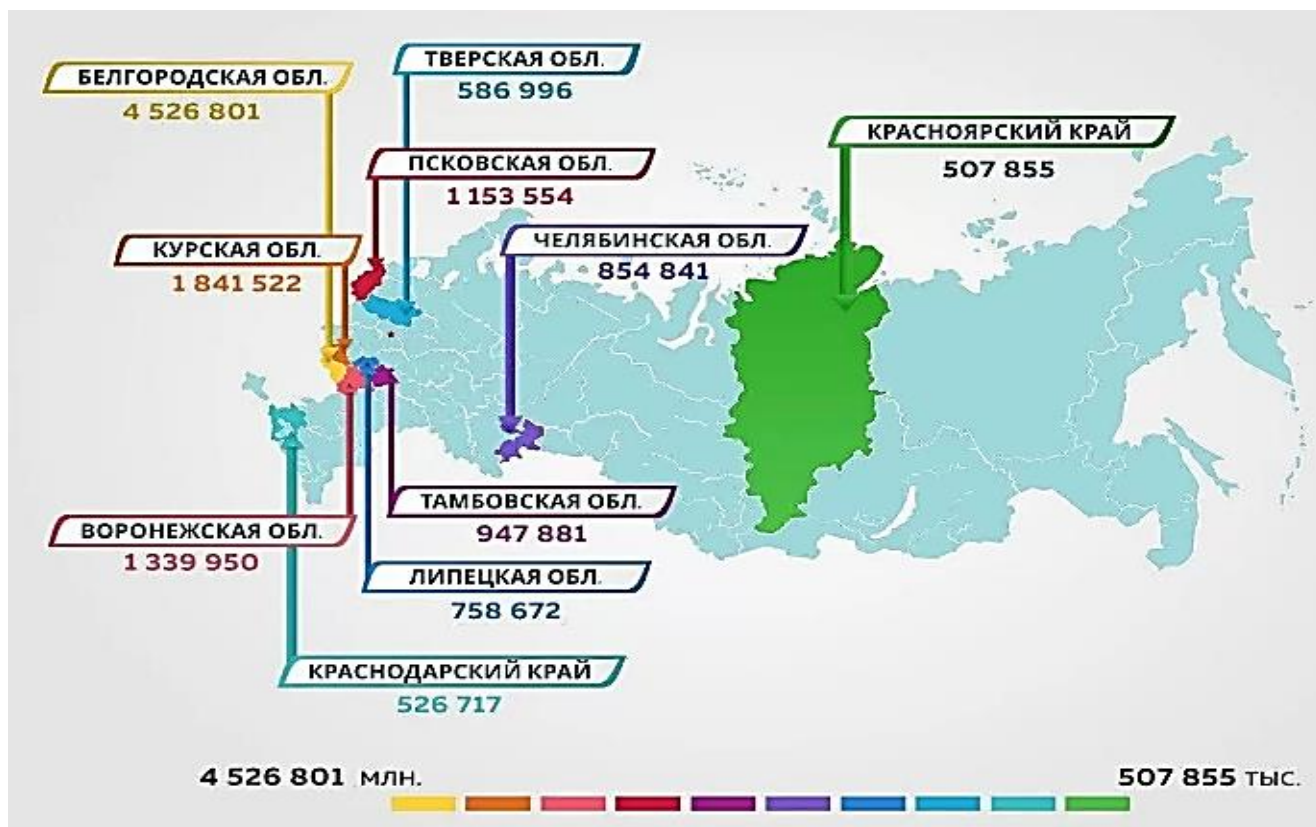 ТВЕРСКАЯ ОБЛ.
586 996
БЕЛГОРОДСКАЯ ОБЛ.
4 526 801
КРАСНОЯРСКИЙ КРАЙ
507 855
ПСКОВСКАЯ ОБЛ.
1 153 554
КУРСКАЯ ОБЛ.
1 841 522
ЧЕЛЯБИНСКАЯ ОБЛ.
854 841
ТАМБОВСКАЯ ОБЛ.
947 881
ВОРОНЕЖСКАЯ ОБЛ.
1 339 950
ЛИПЕЦКАЯ ОБЛ.
758 672
КРАСНОДАРСКИЙ КРАЙ
526 717
4 526 801 МЛН.
507 855 ТЫС.